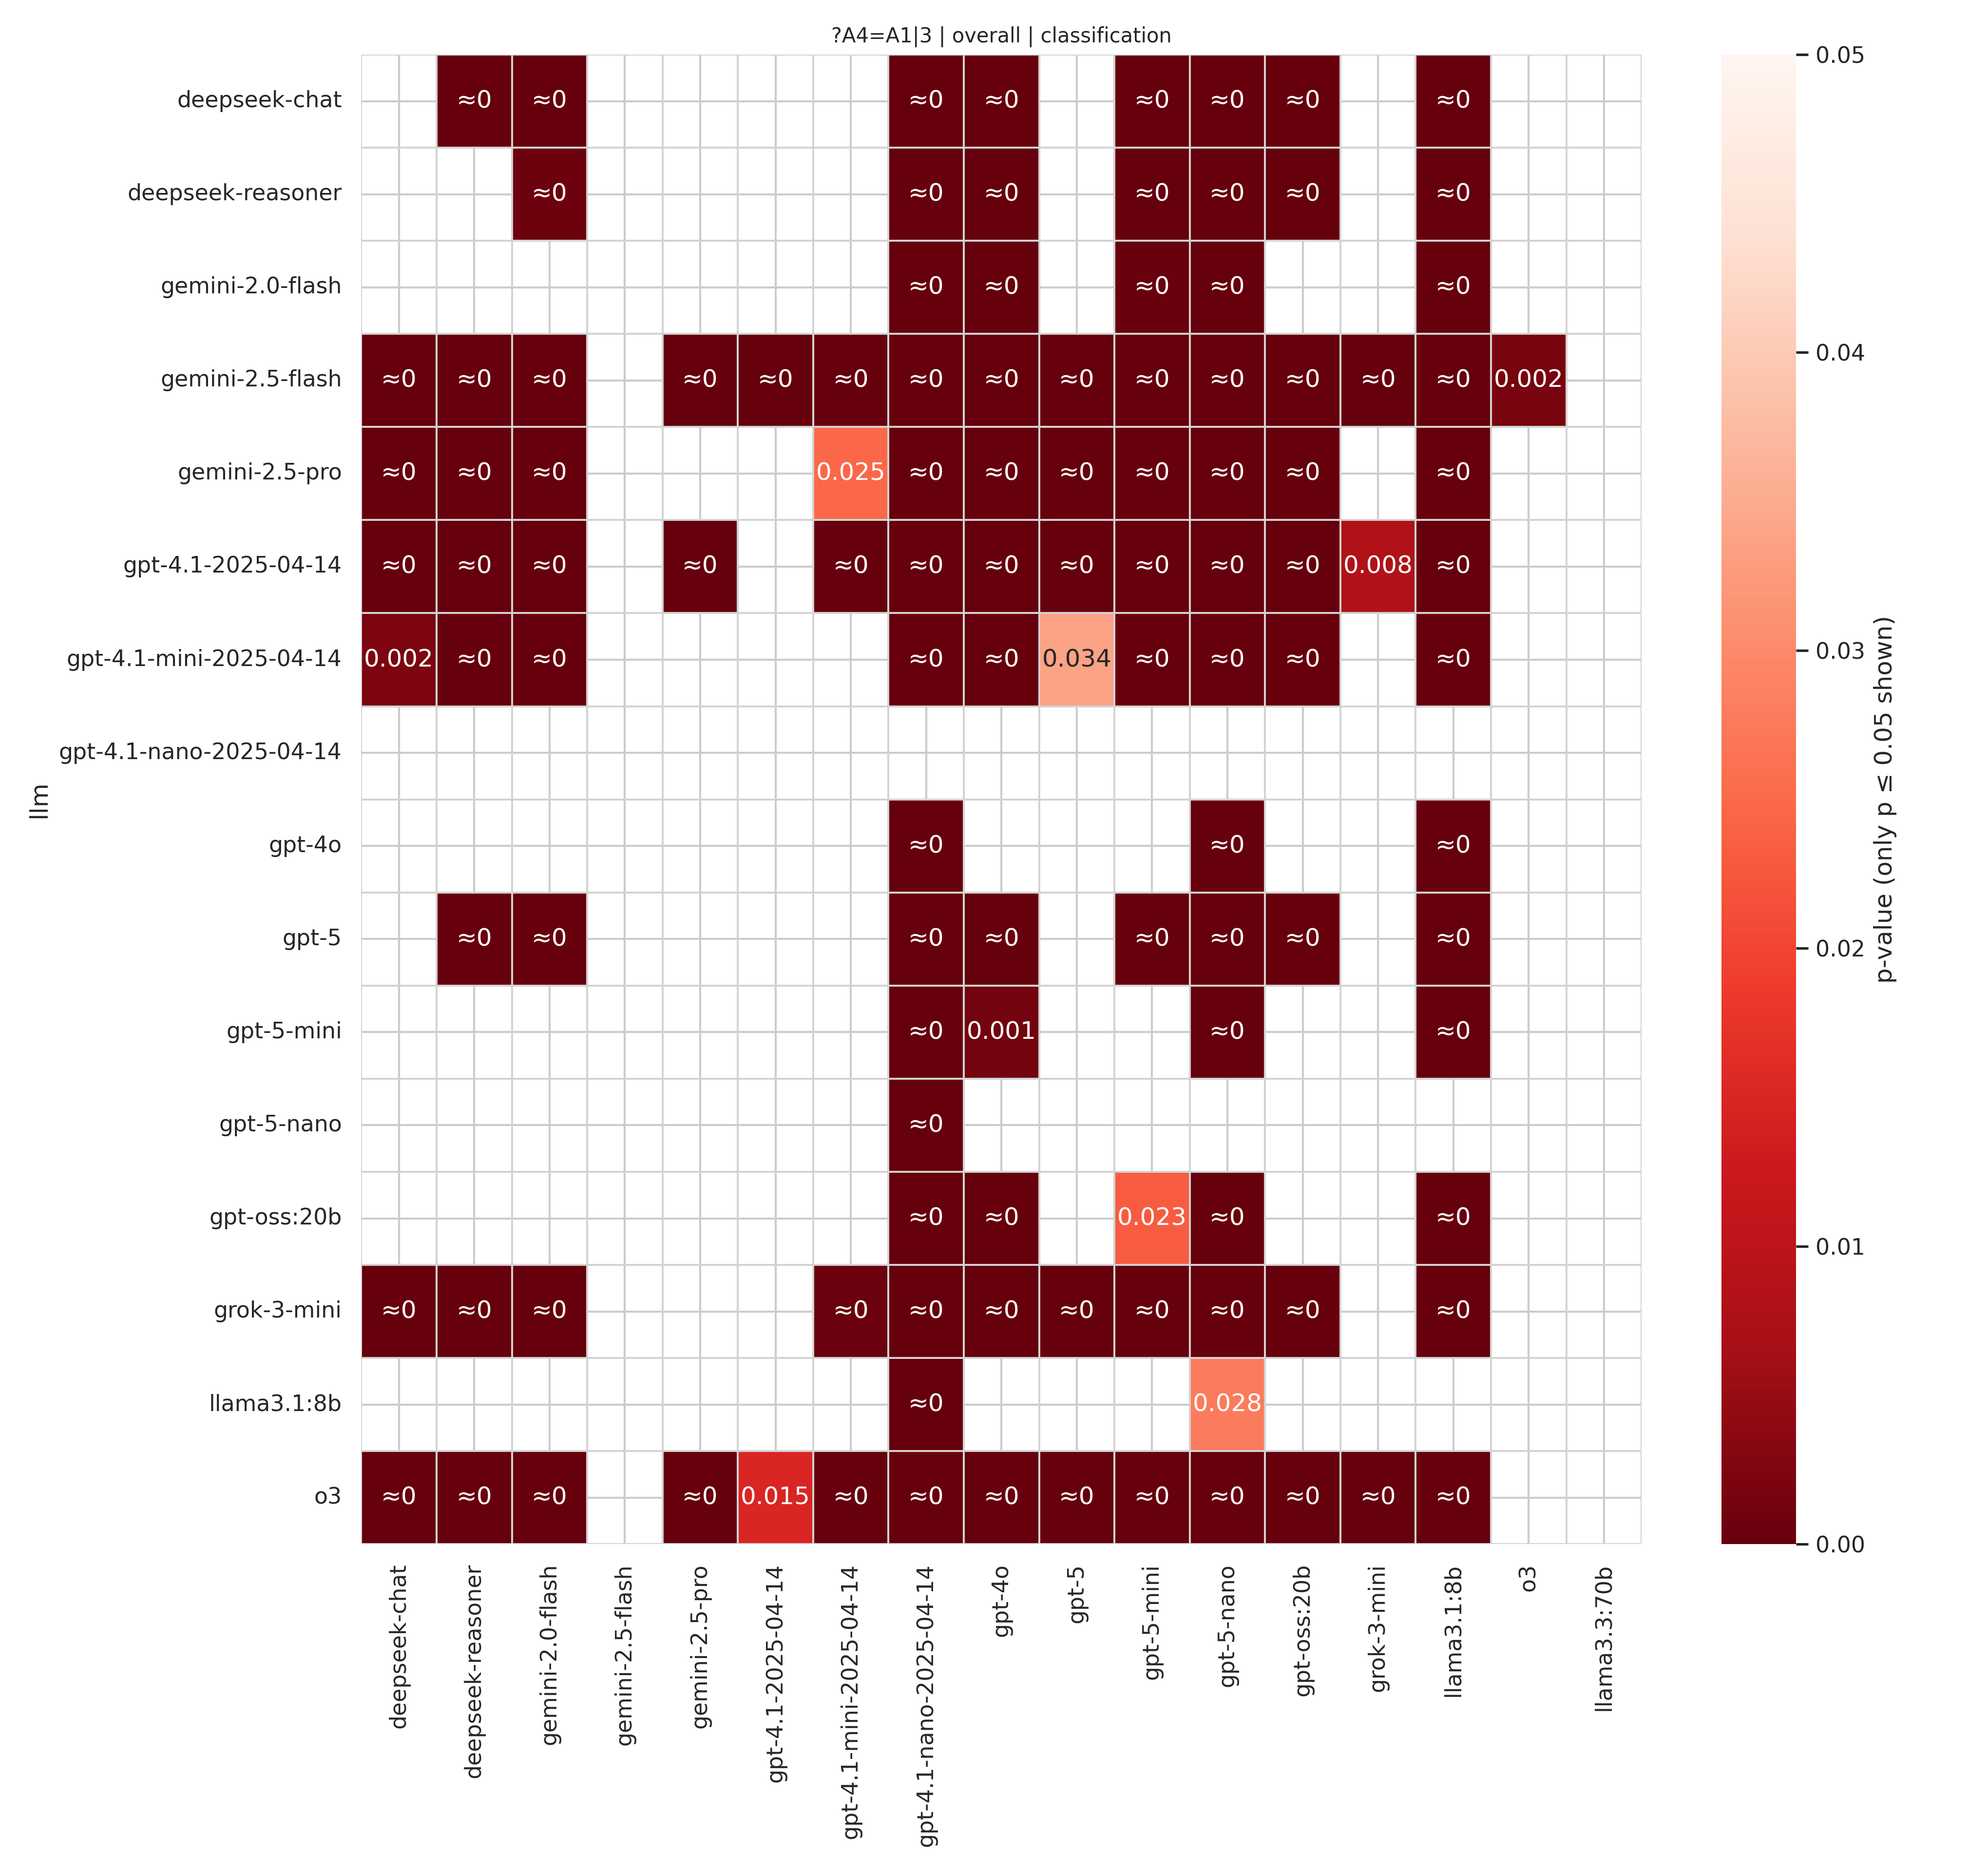 ?A4=A1|3 | overall | classification
deepseek-chat ≈0 ≈0 ≈0 ≈0 ≈0 ≈0 ≈0 ≈0
deepseek-reasoner ≈0 ≈0 ≈0 ≈0 ≈0 ≈0 ≈0
gemini-2.0-flash ≈0 ≈0 ≈0 ≈0 ≈0
gemini-2.5-flash ≈0 ≈0 ≈0 ≈0 ≈0 ≈0 ≈0 ≈0 ≈0 ≈0 ≈0 ≈0 ≈0 ≈0 0.002
gemini-2.5-pro ≈0 ≈0 ≈0 0.025 ≈0 ≈0 ≈0 ≈0 ≈0 ≈0 ≈0
gpt-4.1-2025-04-14 ≈0 ≈0 ≈0 ≈0 ≈0 ≈0 ≈0 ≈0 ≈0 ≈0 ≈0 0.008 ≈0
gpt-4.1-mini-2025-04-14 0.002 ≈0 ≈0 ≈0 ≈0 0.034 ≈0 ≈0 ≈0 ≈0
gpt-4.1-nano-2025-04-14
gpt-4o ≈0 ≈0 ≈0
gpt-5 ≈0 ≈0 ≈0 ≈0 ≈0 ≈0 ≈0 ≈0
gpt-5-mini ≈0 0.001 ≈0 ≈0
gpt-5-nano ≈0
gpt-oss:20b ≈0 ≈0 0.023 ≈0 ≈0
grok-3-mini ≈0 ≈0 ≈0 ≈0 ≈0 ≈0 ≈0 ≈0 ≈0 ≈0 ≈0
llama3.1:8b ≈0 0.028
o3 ≈0 ≈0 ≈0 ≈0 0.015 ≈0 ≈0 ≈0 ≈0 ≈0 ≈0 ≈0 ≈0 ≈0
llm
deepseek-chat
deepseek-reasoner
gemini-2.0-flash
gemini-2.5-flash
gemini-2.5-pro
gpt-4.1-2025-04-14
gpt-4.1-mini-2025-04-14
gpt-4.1-nano-2025-04-14
gpt-4o
gpt-5
gpt-5-mini
gpt-5-nano
gpt-oss:20b
grok-3-mini
llama3.1:8b
o3
llama3.3:70b
0.05
0.04
0.03
0.02
0.01
0.00
p-value (only p ≤ 0.05 shown)